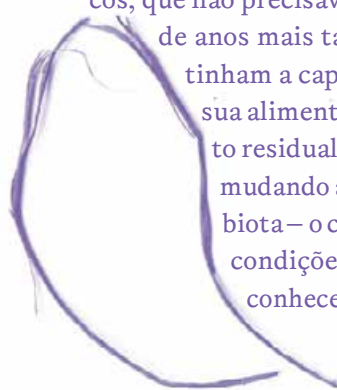 cos, que não precisav
de anos mais ta
tinham a cap
sua aliment
to residual
mudando a
biota – o c
condiçõe
conhece